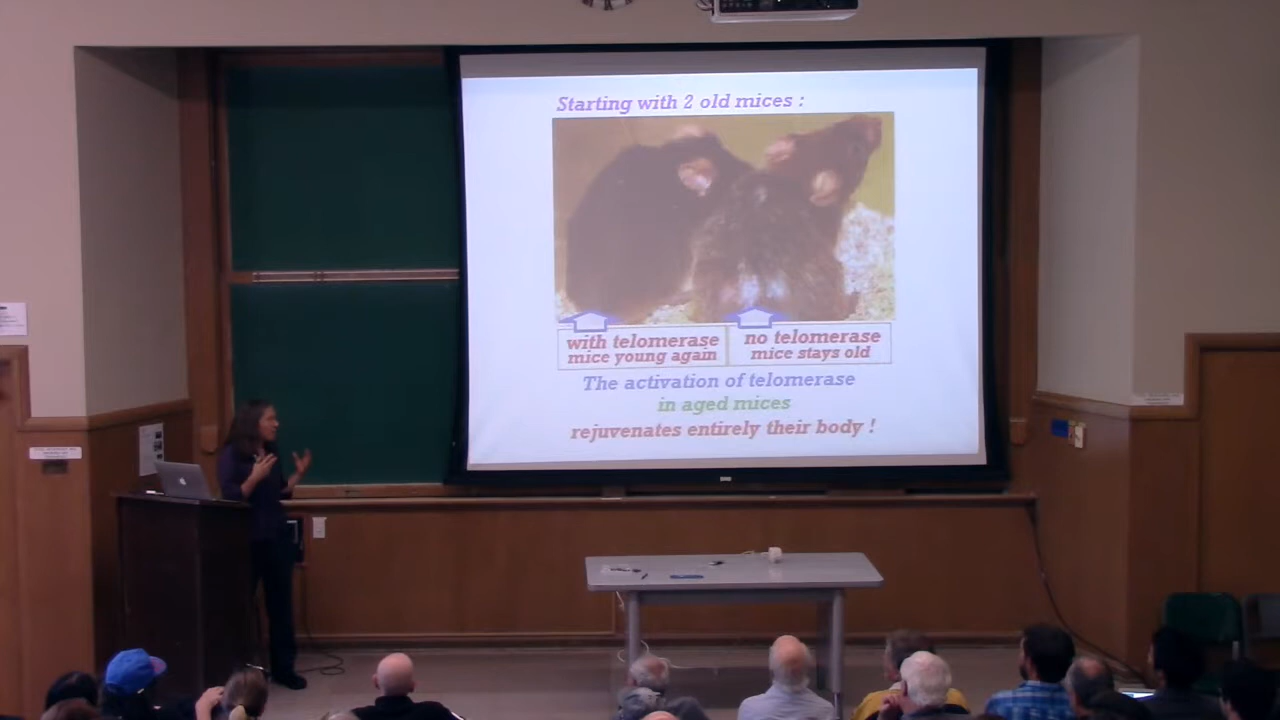 Starting with 2 old mices :
with telomerase
mice young again
no telomerase
mice stays old
The activation of telomerase
in aged mices
rejuvenates entirely their body !